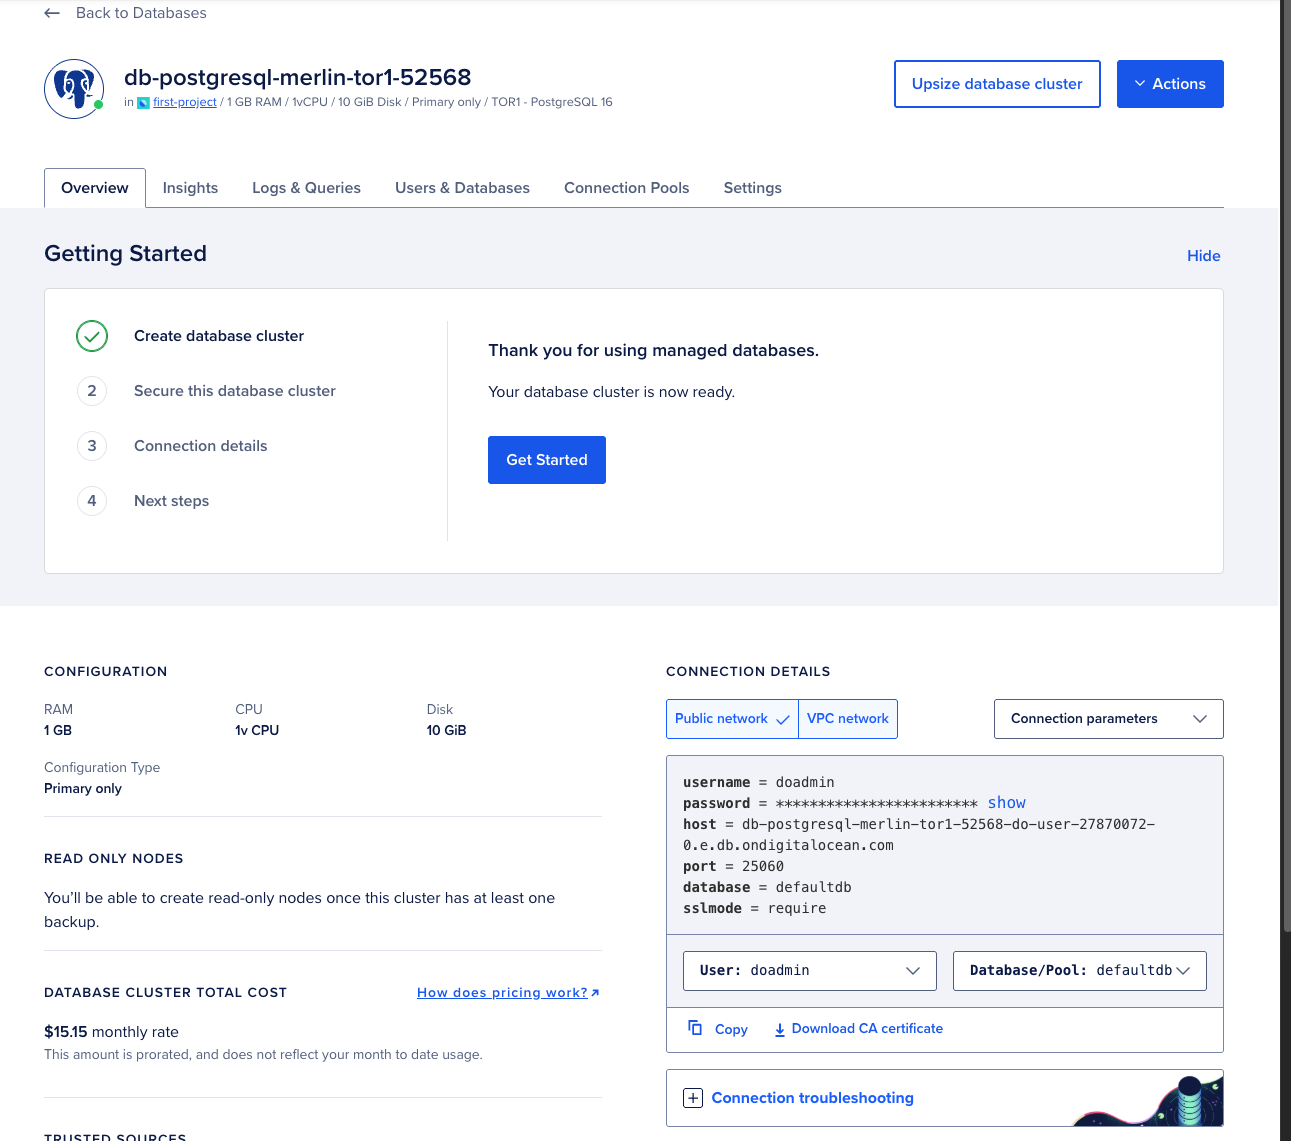 Back to Databases
db-postgresql-merlin-tor1-52568
in first-project / 1 GB RAM / 1vCPU / 10 GiB Disk / Primary only / TOR1 - PostgreSQL 16
Upsize database cluster
Actions
Overview
Insights
Logs & Queries
Users & Databases
Connection Pools
Settings
Getting Started
Hide
Create database cluster
2 Secure this database cluster
3 Connection details
4 Next steps
Thank you for using managed databases.
Your database cluster is now ready.
Get Started
CONFIGURATION
RAM
1 GB
CPU
1v CPU
Disk
10 GiB
Configuration Type
Primary only
READ ONLY NODES
You’ll be able to create read-only nodes once this cluster has at least one
backup.
DATABASE CLUSTER TOTAL COST
How does pricing work?
$15.15 monthly rate
This amount is prorated, and does not reflect your month to date usage.
TRUSTED SOURCES
CONNECTION DETAILS
Public network
VPC network
Connection parameters
username = doadmin
password = ************************ show
host = db-postgresql-merlin-tor1-52568-do-user-27870072-
0.e.db.ondigitalocean.com
port = 25060
database = defaultdb
sslmode = require
User: doadmin
Database/Pool: defaultdb
Copy
Download CA certificate
Connection troubleshooting